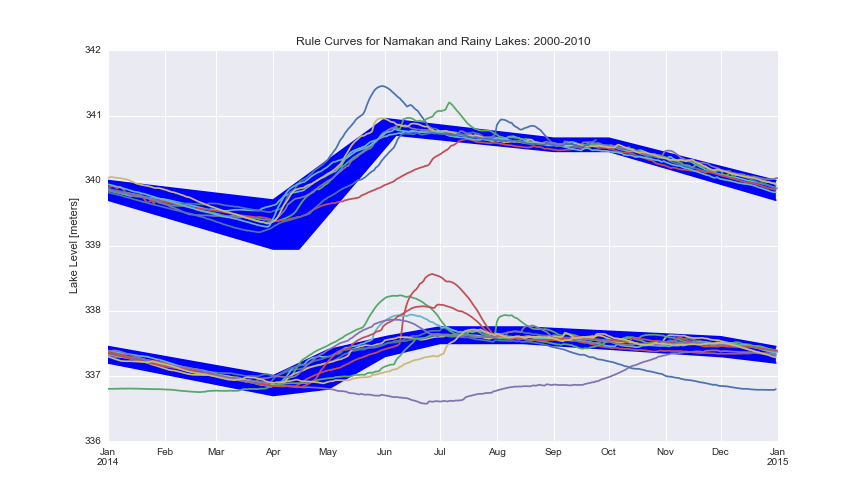 Rule Curves for Namakan and Rainy Lakes: 2000-2010
342
341
340
339
338
337
336
Lake Level [meters]
Jan Feb Mar Apr May Jun Jul Aug Sep Oct Nov Dec Jan
2014 2015